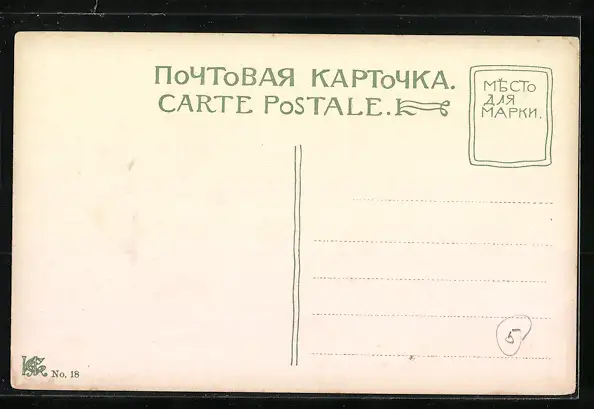 ПОЧТОВАЯ КАРТОЧКА.
CARTE POSTALE.
МѢСТО
ДЛЯ
МАРКИ.
5
No. 18